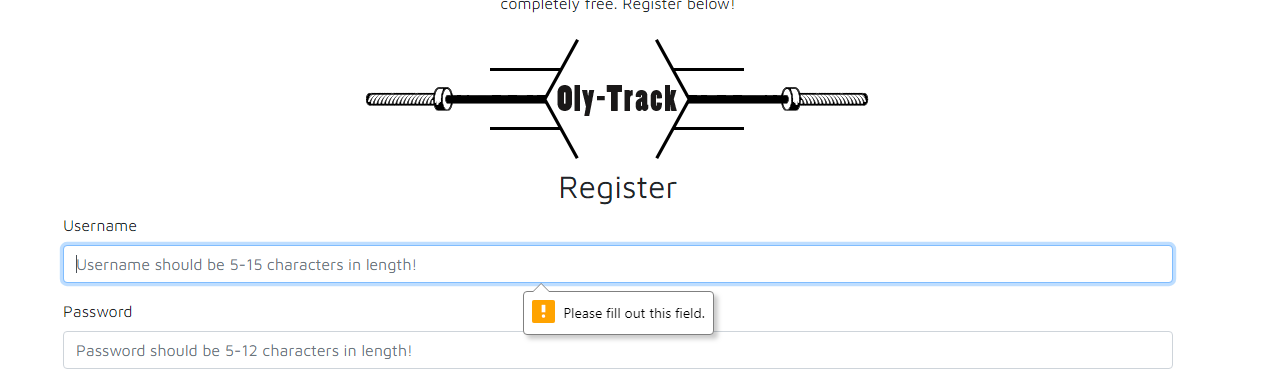 completely free. Register below!
Oly-Track
Register
Username
Username should be 5-15 characters in length!
Please fill out this field.
Password
Password should be 5-12 characters in length!